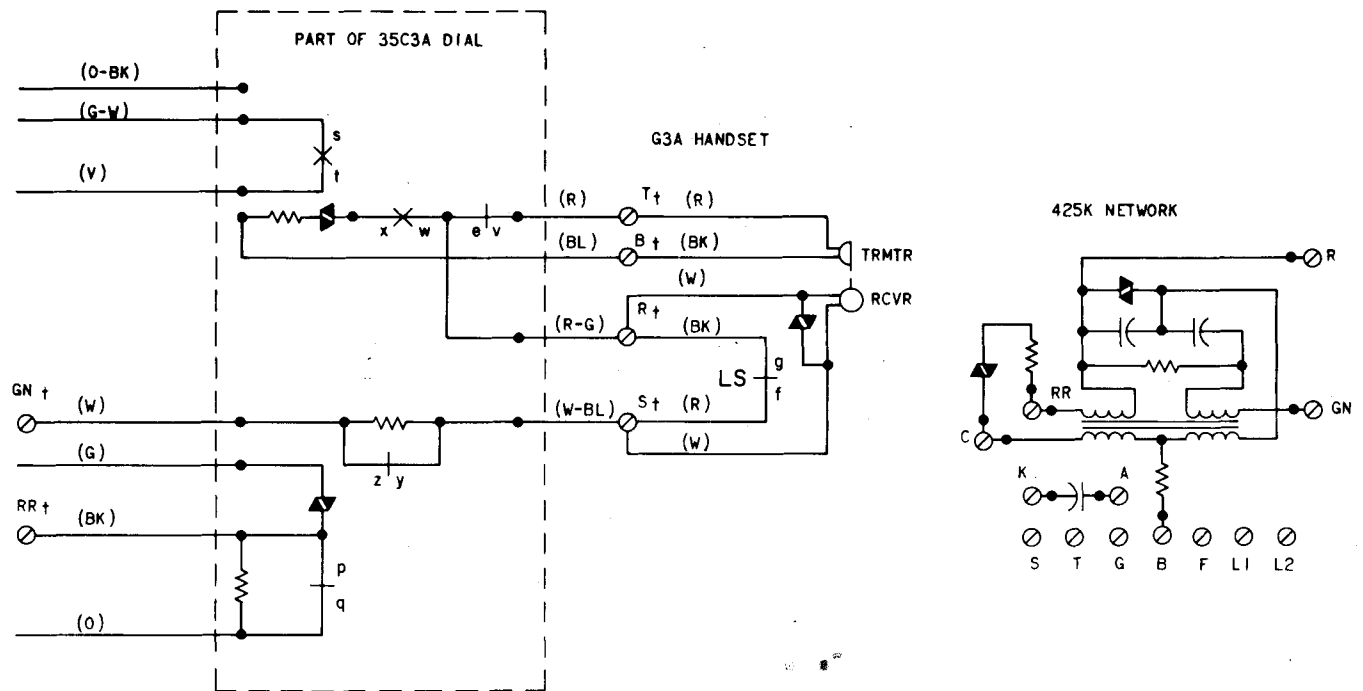 PART OF 35C3A DIAL
(O-BK)
(G-W)
s
t
(V)
G3A HANDSET
(R)
T†
(R)
x
w
e
v
(BL)
B†
(BK)
TRMTR
(W)
RCVR
R†
(R-G)
(BK)
g
LS
f
GN †
(W)
(W-BL)
S†
(R)
(W)
z
y
(G)
RR †
(BK)
p
q
(O)
425K NETWORK
R
RR
GN
C
K
A
S T G B F L1 L2